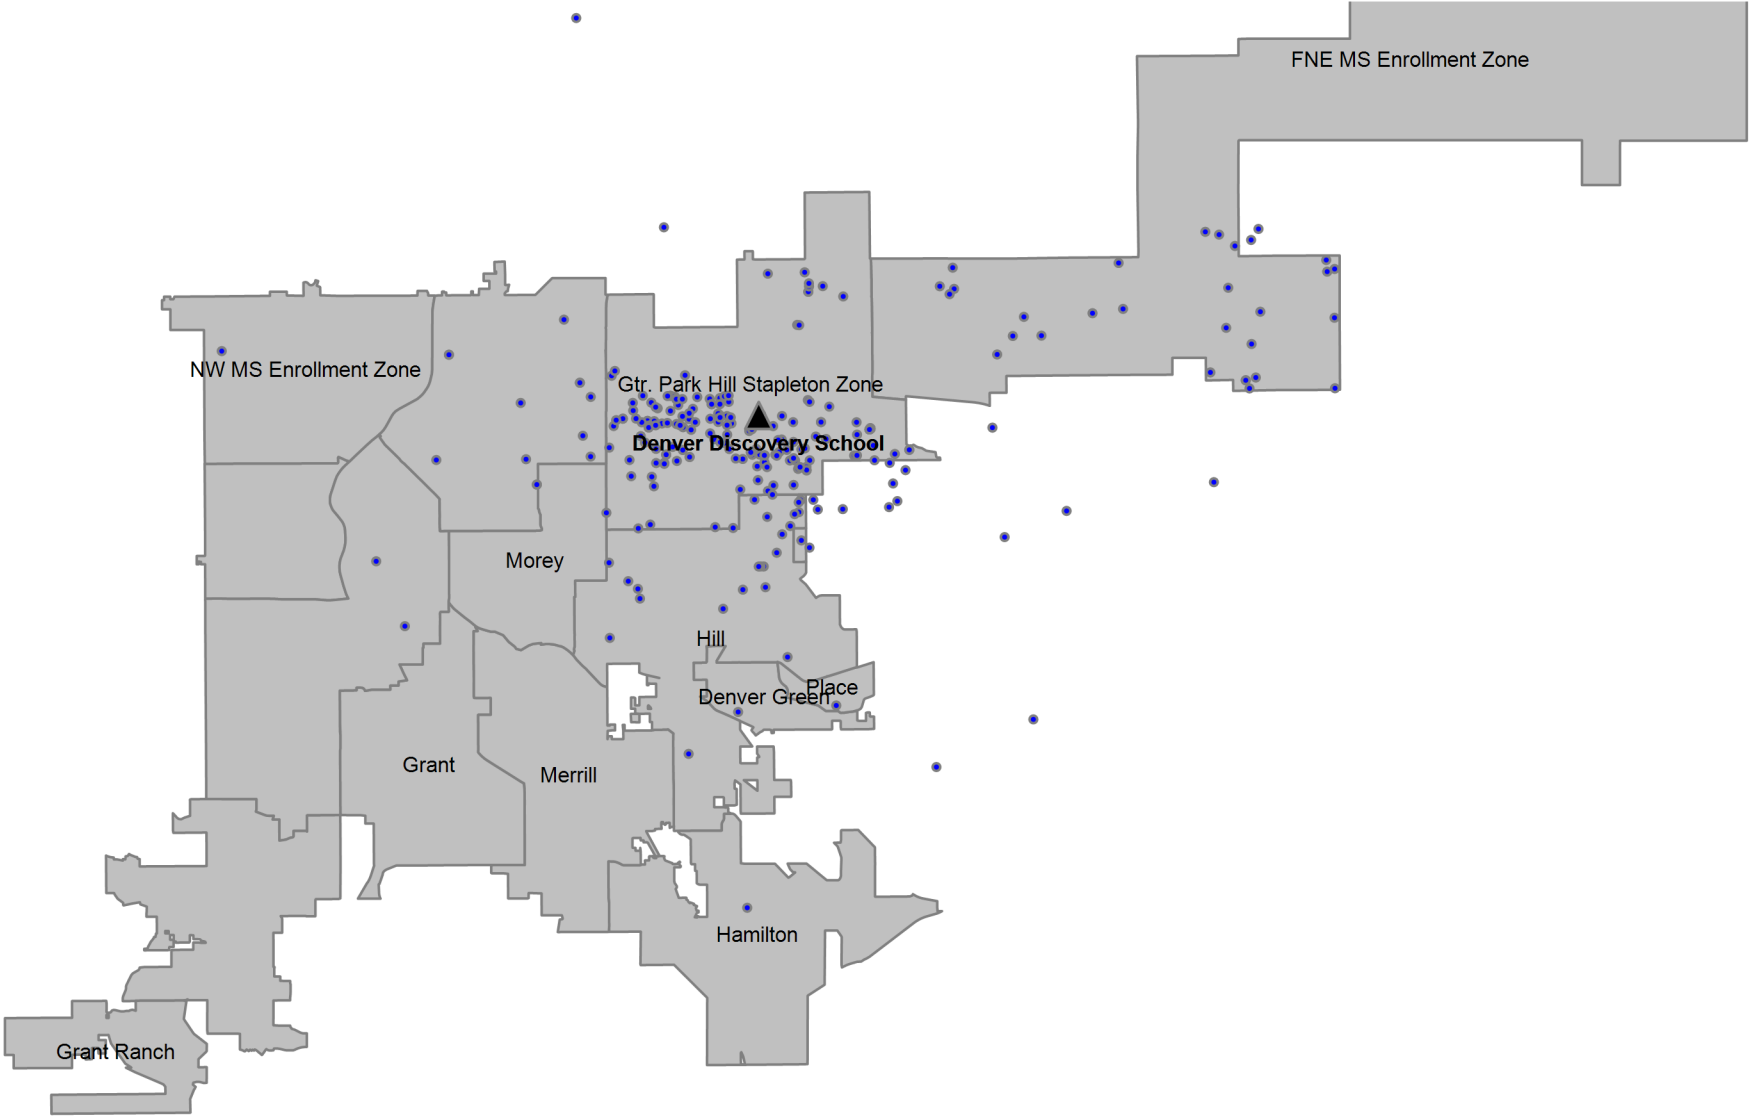 FNE MS Enrollment Zone
NW MS Enrollment Zone
Gtr. Park Hill Stapleton Zone
Denver Discovery School
Morey
Hill
Place
Denver Green
Grant
Merrill
Hamilton
Grant Ranch